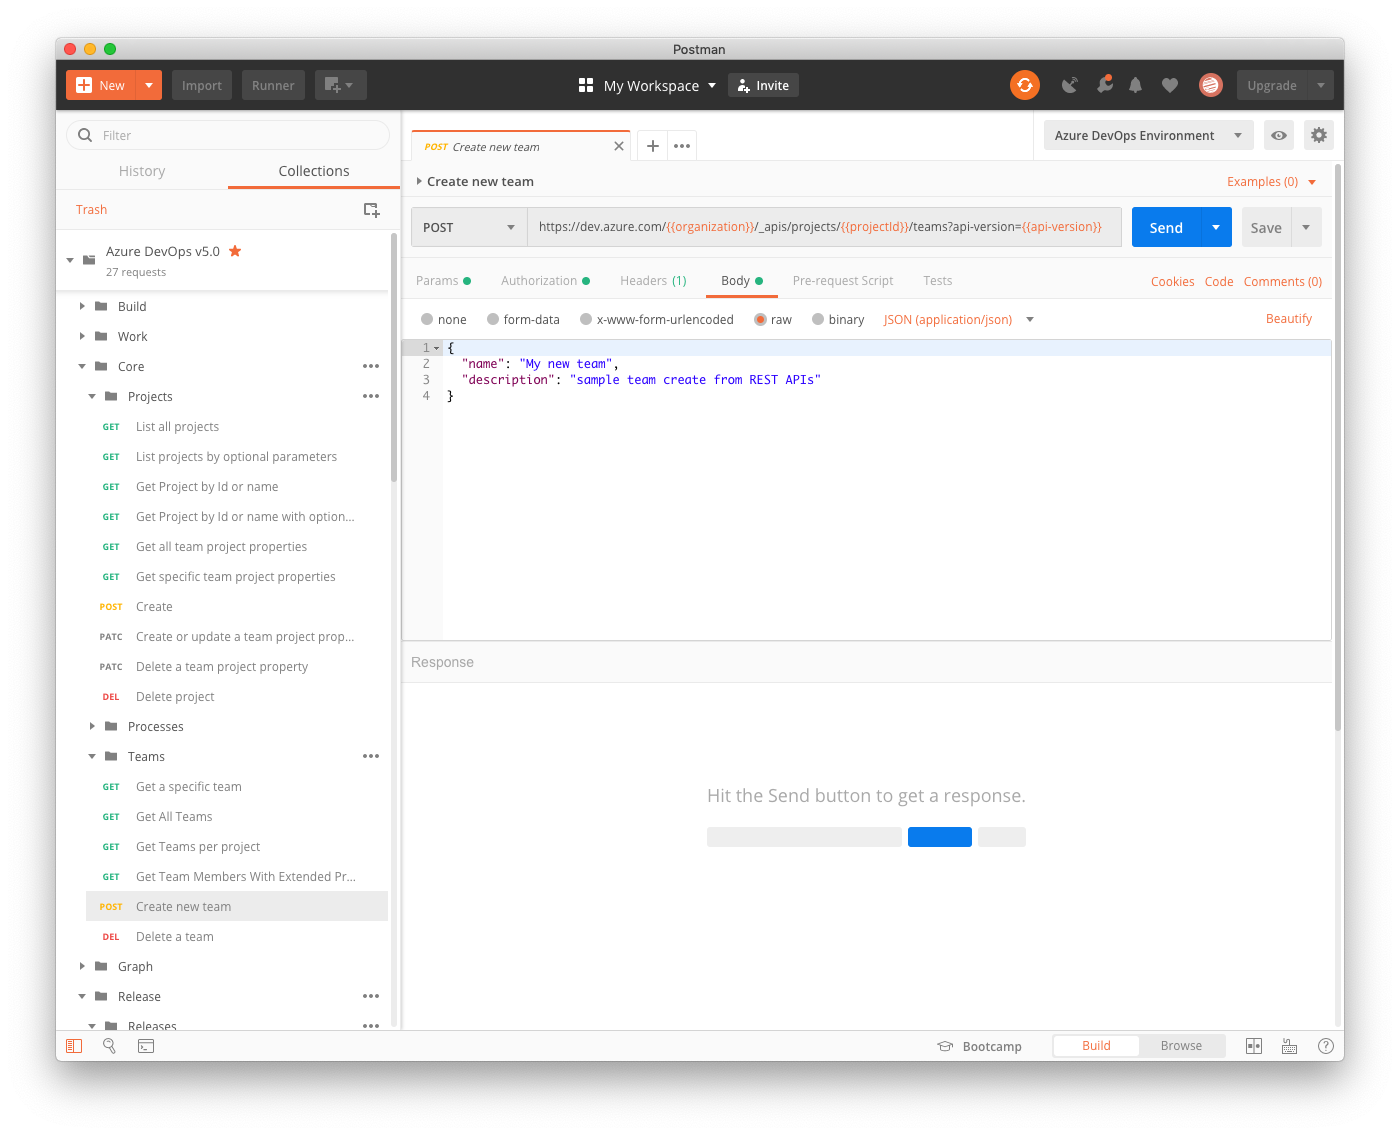 Postman
New
Import
Runner
My Workspace
Invite
Upgrade
Filter
History
Collections
Trash
Azure DevOps v5.0
27 requests
Build
Work
Core
Projects
GET List all projects
GET List projects by optional parameters
GET Get Project by Id or name
GET Get Project by Id or name with option...
GET Get all team project properties
GET Get specific team project properties
POST Create
PATC Create or update a team project prop...
PATC Delete a team project property
DEL Delete project
Processes
Teams
GET Get a specific team
GET Get All Teams
GET Get Teams per project
GET Get Team Members With Extended Pr...
POST Create new team
DEL Delete a team
Graph
Release
Releases
POST Create new team
Azure DevOps Environment
Create new team
Examples (0)
POST
https://dev.azure.com/{{organization}}/_apis/projects/{{projectId}}/teams?api-version={{api-version}}
Send
Save
Params
Authorization
Headers (1)
Body
Pre-request Script
Tests
Cookies
Code
Comments (0)
none
form-data
x-www-form-urlencoded
raw
binary
JSON (application/json)
Beautify
1 {
2 "name": "My new team",
3 "description": "sample team create from REST APIs"
4 }
Response
Hit the Send button to get a response.
Bootcamp
Build
Browse